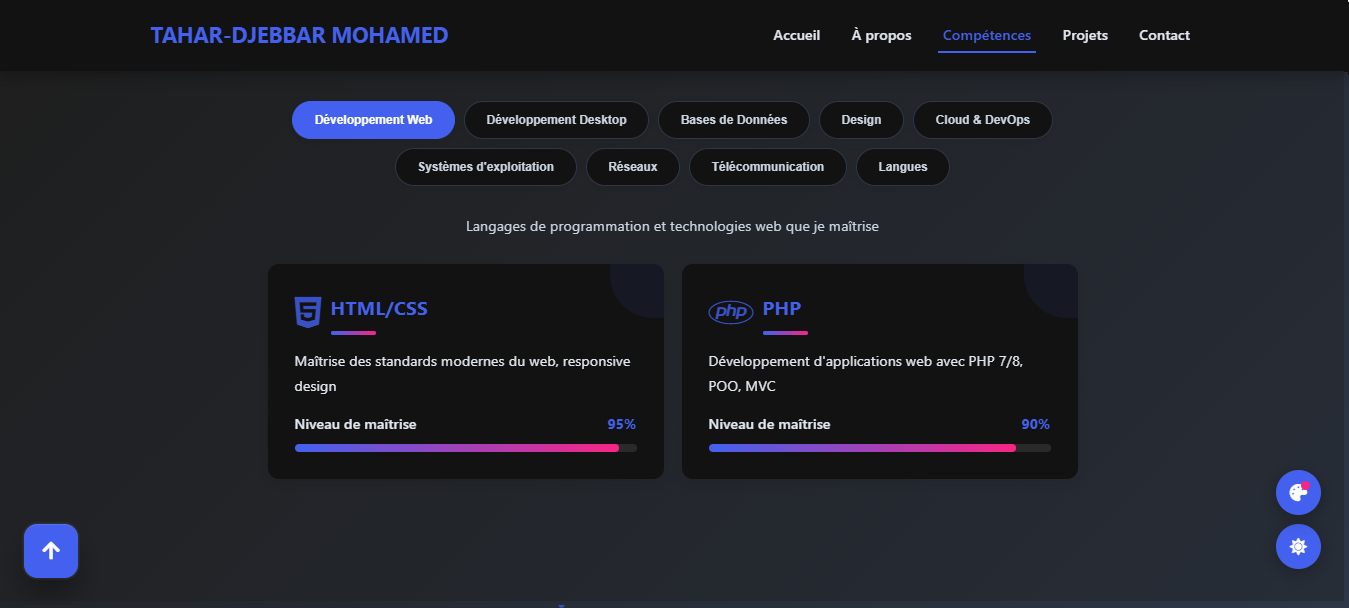 TAHAR-DJEBBAR MOHAMED
Accueil À propos Compétences Projets Contact
Développement Web Développement Desktop Bases de Données Design Cloud & DevOps
Systèmes d'exploitation Réseaux Télécommunication Langues
Langages de programmation et technologies web que je maîtrise
HTML/CSS
Maîtrise des standards modernes du web, responsive
design
Niveau de maîtrise 95%
php PHP
Développement d'applications web avec PHP 7/8,
POO, MVC
Niveau de maîtrise 90%